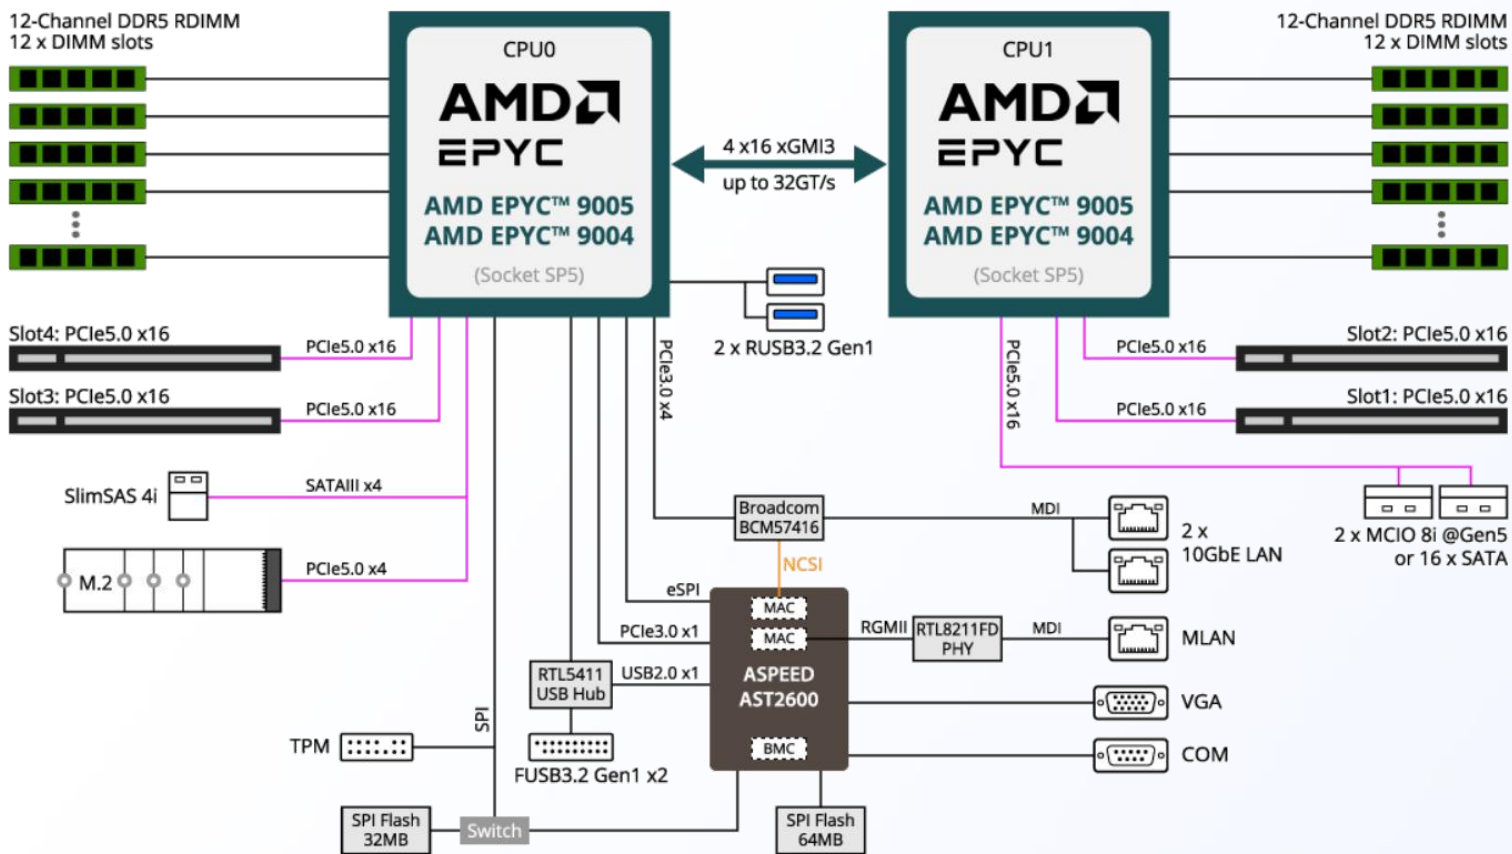 12-Channel DDR5 RDIMM
12 x DIMM slots
CPU0
AMD
EPYC
AMD EPYC™ 9005
AMD EPYC™ 9004
(Socket SP5)
4 x16 xGMI3
up to 32GT/s
CPU1
AMD
EPYC
AMD EPYC™ 9005
AMD EPYC™ 9004
(Socket SP5)
12-Channel DDR5 RDIMM
12 x DIMM slots
2 x RUSB3.2 Gen1
Slot4: PCIe5.0 x16
PCIe5.0 x16
Slot3: PCIe5.0 x16
PCIe5.0 x16
PCIe3.0 x4
PCIe5.0 x16
PCIe5.0 x16
Slot2: PCIe5.0 x16
PCIe5.0 x16
Slot1: PCIe5.0 x16
SlimSAS 4i
SATAIII x4
M.2
PCIe5.0 x4
Broadcom
BCM57416
MDI
2 x
10GbE LAN
2 x MCIO 8i @Gen5
or 16 x SATA
NCSI
eSPI
MAC
PCIe3.0 x1
MAC
RGMII
RTL8211FD
PHY
MDI
MLAN
RTL5411
USB Hub
USB2.0 x1
ASPEED
AST2600
VGA
SPI
TPM
FUSB3.2 Gen1 x2
BMC
COM
SPI Flash
32MB
Switch
SPI Flash
64MB